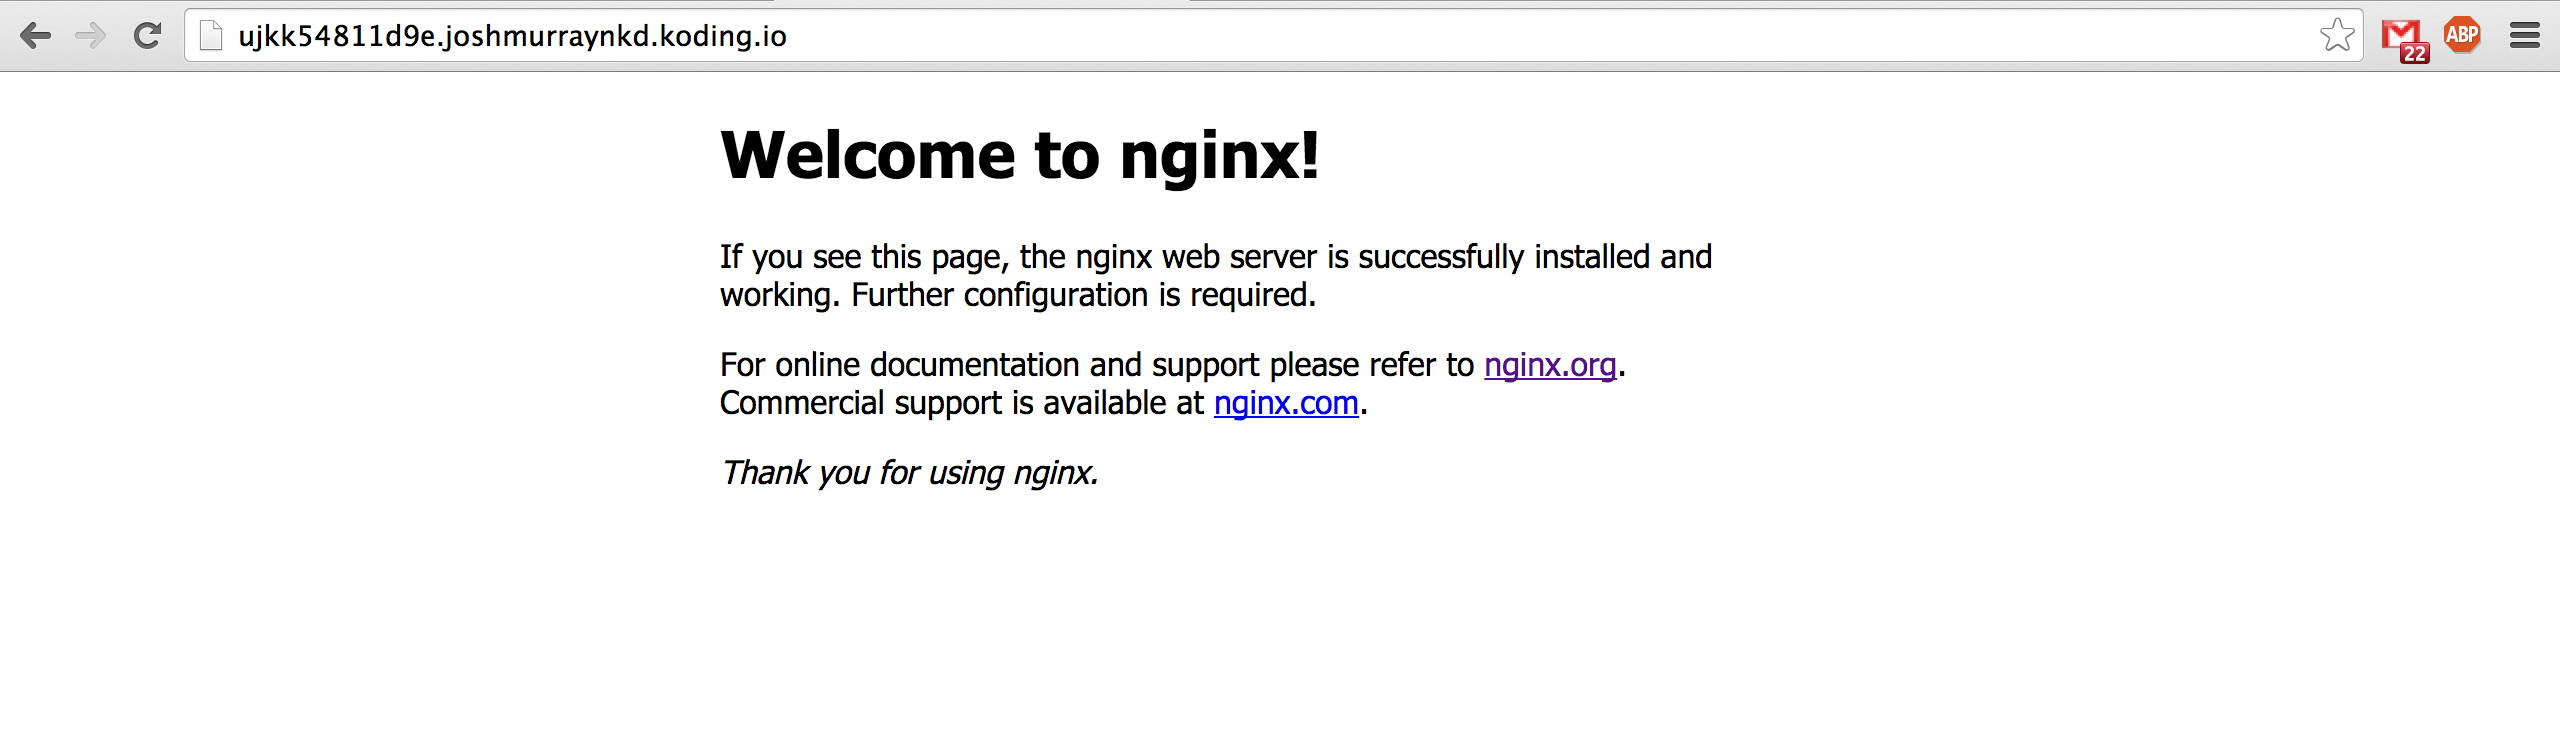 ujkk54811d9e.joshmurraynkd.koding.io
22
ABP
Welcome to nginx!
If you see this page, the nginx web server is successfully installed and
working. Further configuration is required.
For online documentation and support please refer to nginx.org.
Commercial support is available at nginx.com.
Thank you for using nginx.